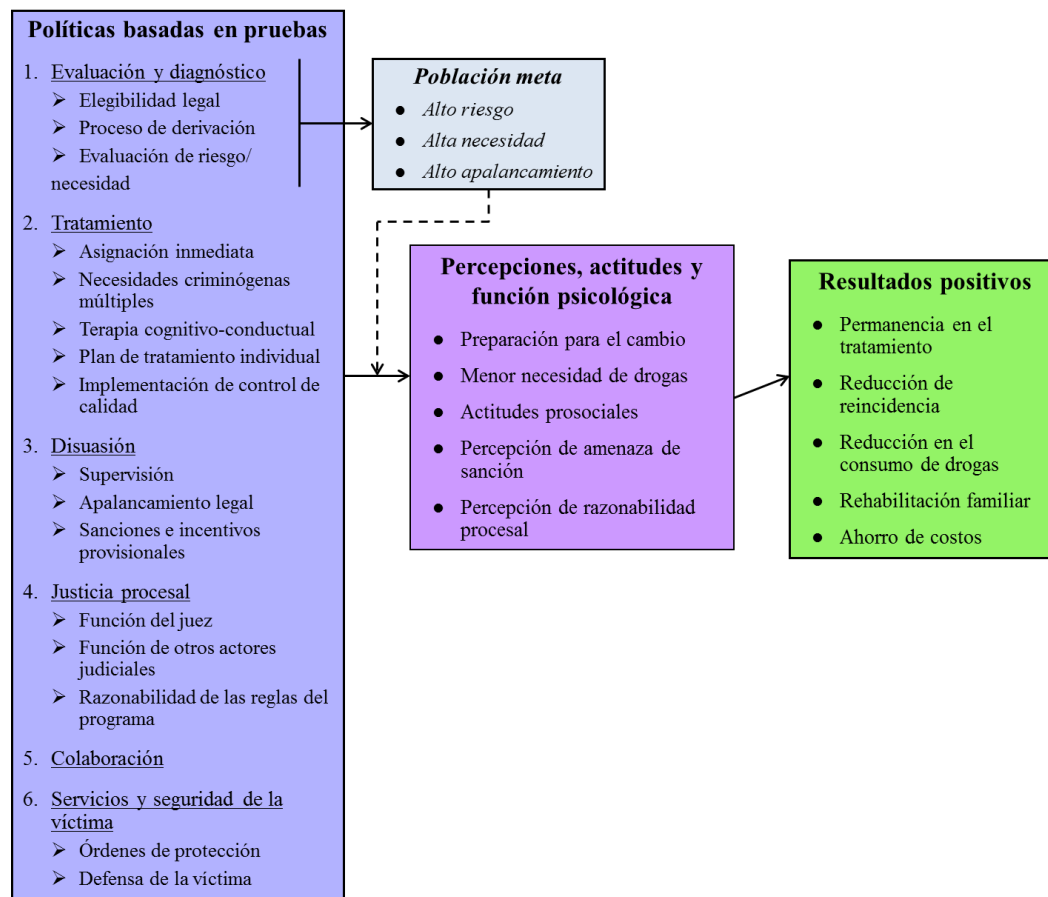 Políticas basadas en pruebas
1. Evaluación y diagnóstico
➢ Elegibilidad legal
➢ Proceso de derivación
➢ Evaluación de riesgo/
necesidad
2. Tratamiento
➢ Asignación inmediata
➢ Necesidades criminógenas
múltiples
➢ Terapia cognitivo-conductual
➢ Plan de tratamiento individual
➢ Implementación de control de
calidad
3. Disuasión
➢ Supervisión
➢ Apalancamiento legal
➢ Sanciones e incentivos
provisionales
4. Justicia procesal
➢ Función del juez
➢ Función de otros actores
judiciales
➢ Razonabilidad de las reglas del
programa
5. Colaboración
6. Servicios y seguridad de la
víctima
➢ Órdenes de protección
➢ Defensa de la víctima
Población meta
● Alto riesgo
● Alta necesidad
● Alto apalancamiento
Percepciones, actitudes y
función psicológica
● Preparación para el cambio
● Menor necesidad de drogas
● Actitudes prosociales
● Percepción de amenaza de
sanción
● Percepción de razonabilidad
procesal
Resultados positivos
● Permanencia en el
tratamiento
● Reducción de
reincidencia
● Reducción en el
consumo de drogas
● Rehabilitación familiar
● Ahorro de costos